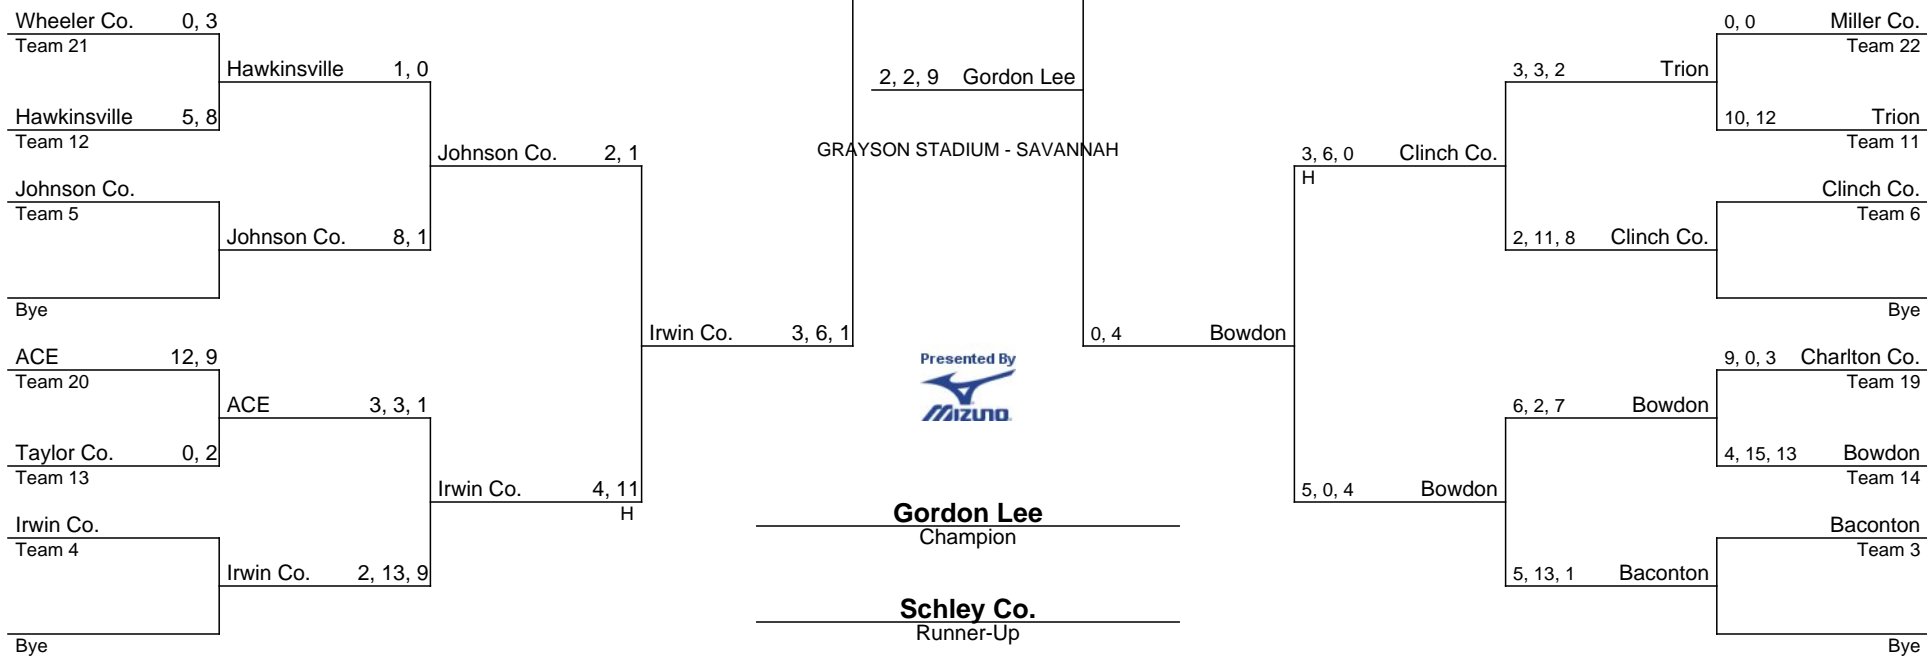 Wheeler Co. 0, 3
Team 21
Hawkinsville 1, 0
Hawkinsville 5, 8
Team 12
Johnson Co. 2, 1
Johnson Co.
Team 5
Johnson Co. 8, 1
Bye
Irwin Co. 3, 6, 1
ACE 12, 9
Team 20
ACE 3, 3, 1
Taylor Co. 0, 2
Team 13
Irwin Co. 4, 11
H
Irwin Co.
Team 4
Irwin Co. 2, 13, 9
Bye
2, 2, 9 Gordon Lee
GRAYSON STADIUM - SAVANNAH
Presented By
MIZUNO
Gordon Lee
Champion
Schley Co.
Runner-Up
0, 0 Miller Co.
Team 22
3, 3, 2 Trion
10, 12 Trion
Team 11
3, 6, 0 Clinch Co.
H
Clinch Co.
Team 6
2, 11, 8 Clinch Co.
Bye
0, 4 Bowdon
9, 0, 3 Charlton Co.
Team 19
6, 2, 7 Bowdon
4, 15, 13 Bowdon
Team 14
5, 0, 4 Bowdon
Baconton
Team 3
5, 13, 1 Baconton
Bye